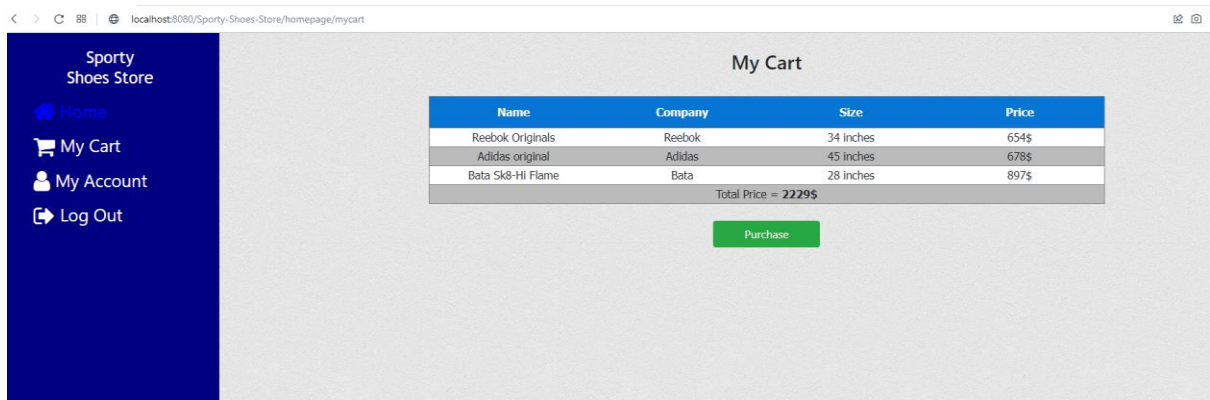 localhost:8080/Sporty-Shoes-Store/homepage/mycart
Sporty
Shoes Store
Home
My Cart
My Account
Log Out
My Cart
Name Company Size Price
Reebok Originals Reebok 34 inches 654$
Adidas original Adidas 45 inches 678$
Bata Sk8-Hi Flame Bata 28 inches 897$
Total Price = 2229$
Purchase